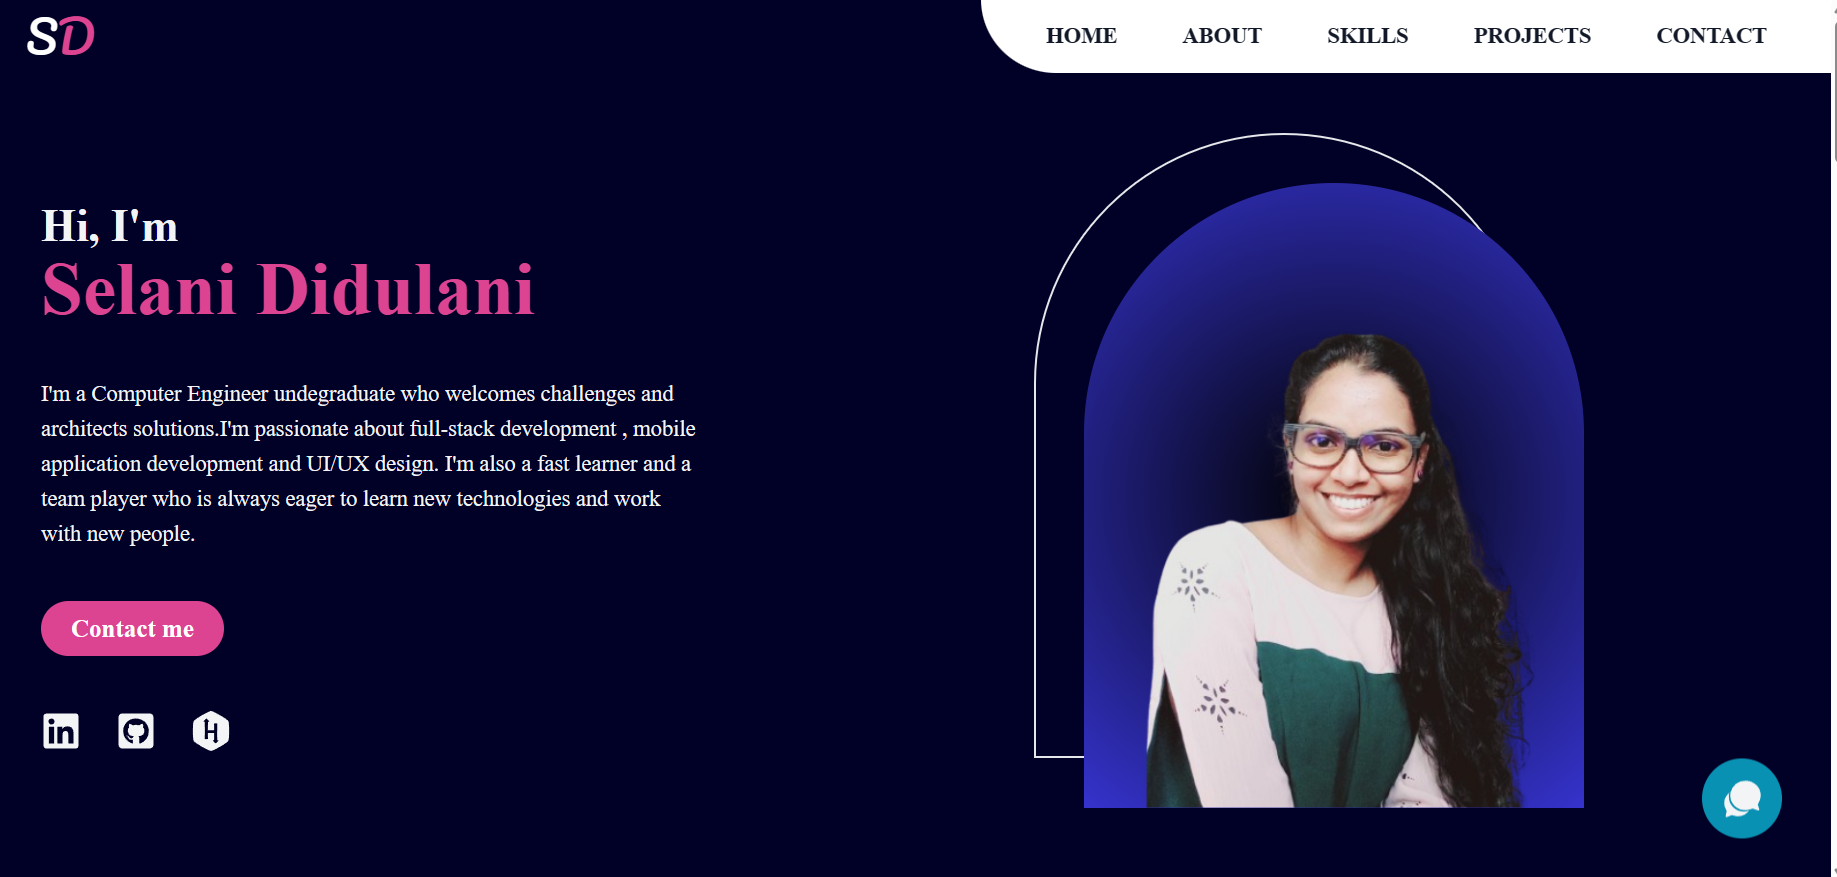 SD
HOME ABOUT SKILLS PROJECTS CONTACT
Hi, I'm
Selani Didulani
I'm a Computer Engineer undegraduate who welcomes challenges and
architects solutions.I'm passionate about full-stack development , mobile
application development and UI/UX design. I'm also a fast learner and a
team player who is always eager to learn new technologies and work
with new people.
Contact me
in H